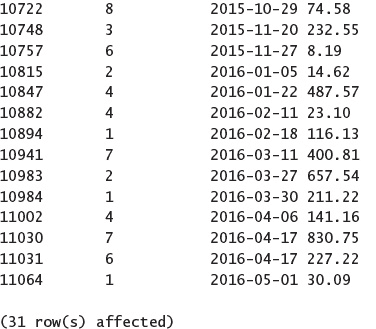 10722 8 2015-10-29 74.58
10748 3 2015-11-20 232.55
10757 6 2015-11-27 8.19
10815 2 2016-01-05 14.62
10847 4 2016-01-22 487.57
10882 4 2016-02-11 23.10
10894 1 2016-02-18 116.13
10941 7 2016-03-11 400.81
10983 2 2016-03-27 657.54
10984 1 2016-03-30 211.22
11002 4 2016-04-06 141.16
11030 7 2016-04-17 830.75
11031 6 2016-04-17 227.22
11064 1 2016-05-01 30.09
(31 row(s) affected)